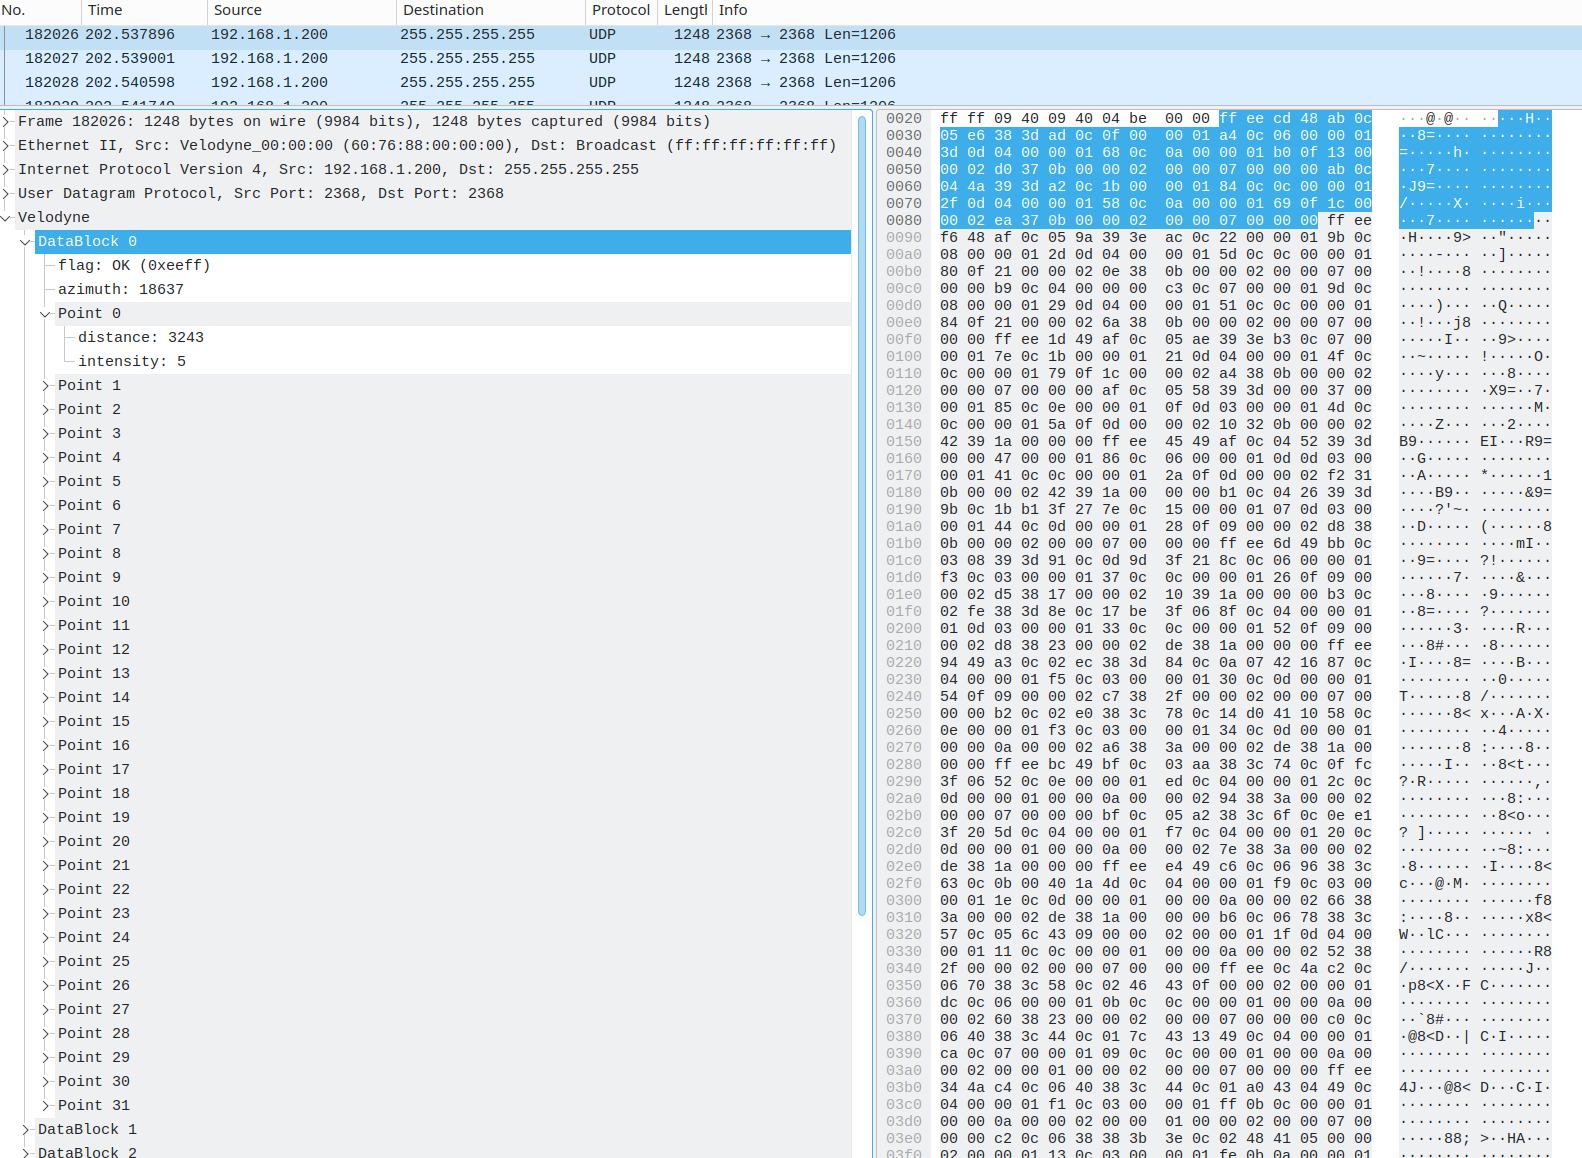 No. Time Source Destination Protocol Lengtl Info
182026 202.537896 192.168.1.200 255.255.255.255 UDP 1248 2368 → 2368 Len=1206
182027 202.539001 192.168.1.200 255.255.255.255 UDP 1248 2368 → 2368 Len=1206
182028 202.540598 192.168.1.200 255.255.255.255 UDP 1248 2368 → 2368 Len=1206
Frame 182026: 1248 bytes on wire (9984 bits), 1248 bytes captured (9984 bits)
Ethernet II, Src: Velodyne_00:00:00 (60:76:88:00:00:00), Dst: Broadcast (ff:ff:ff:ff:ff:ff)
Internet Protocol Version 4, Src: 192.168.1.200, Dst: 255.255.255.255
User Datagram Protocol, Src Port: 2368, Dst Port: 2368
Velodyne
DataBlock 0
flag: OK (0xeeff)
azimuth: 18637
Point 0
distance: 3243
intensity: 5
Point 1
Point 2
Point 3
Point 4
Point 5
Point 6
Point 7
Point 8
Point 9
Point 10
Point 11
Point 12
Point 13
Point 14
Point 15
Point 16
Point 17
Point 18
Point 19
Point 20
Point 21
Point 22
Point 23
Point 24
Point 25
Point 26
Point 27
Point 28
Point 29
Point 30
Point 31
DataBlock 1
DataBlock 2
0020 ff ff 09 40 09 40 04 be 00 00 ff ee cd 48 ab 0c
0030 05 e6 38 3d ad 0c 0f 00 00 01 a4 0c 06 00 00 01
0040 3d 0d 04 00 00 01 68 0c 0a 00 00 01 b0 0f 13 00
0050 00 02 d0 37 0b 00 00 02 00 00 07 00 00 00 ab 0c
0060 04 4a 39 3d a2 0c 1b 00 00 01 84 0c 0c 00 00 01
0070 2f 0d 04 00 00 01 58 0c 0a 00 00 01 69 0f 1c 00
0080 00 02 ea 37 0b 00 00 02 00 00 07 00 00 00 ff ee
0090 f6 48 af 0c 05 9a 39 3e ac 0c 22 00 00 01 9b 0c
00a0 08 00 00 01 2d 0d 04 00 00 01 5d 0c 0c 00 00 01
00b0 80 0f 21 00 00 02 0e 38 0b 00 00 02 00 00 07 00
00c0 00 00 b9 0c 04 00 00 00 c3 0c 07 00 00 01 9d 0c
00d0 08 00 00 01 29 0d 04 00 00 01 51 0c 0c 00 00 01
00e0 84 0f 21 00 00 02 6a 38 0b 00 00 02 00 00 07 00
00f0 00 00 ff ee 1d 49 af 0c 05 ae 39 3e b3 0c 07 00
0100 00 01 7e 0c 1b 00 00 01 21 0d 04 00 00 01 4f 0c
0110 0c 00 00 01 79 0f 1c 00 00 02 a4 38 0b 00 00 02
0120 00 00 07 00 00 00 af 0c 05 58 39 3d 00 00 37 00
0130 00 01 85 0c 0e 00 00 01 0f 0d 03 00 00 01 4d 0c
0140 0c 00 00 01 5a 0f 0d 00 00 02 10 32 0b 00 00 02
0150 42 39 1a 00 00 00 ff ee 45 49 af 0c 04 52 39 3d
0160 00 00 47 00 00 01 86 0c 06 00 00 01 0d 0d 03 00
0170 00 01 41 0c 0c 00 00 01 2a 0f 0d 00 00 02 f2 31
0180 0b 00 00 02 42 39 1a 00 00 00 b1 0c 04 26 39 3d
0190 9b 0c 1b b1 3f 27 7e 0c 15 00 00 01 07 0d 03 00
01a0 00 01 44 0c 0d 00 00 01 28 0f 09 00 00 02 d8 38
01b0 0b 00 00 02 00 00 07 00 00 00 ff ee 6d 49 bb 0c
01c0 03 08 39 3d 91 0c 0d 9d 3f 21 8c 0c 06 00 00 01
01d0 f3 0c 03 00 00 01 37 0c 0c 00 00 01 26 0f 09 00
01e0 00 02 d5 38 17 00 00 02 10 39 1a 00 00 00 b3 0c
01f0 02 fe 38 3d 8e 0c 17 be 3f 06 8f 0c 04 00 00 01
0200 01 0d 03 00 00 01 33 0c 0c 00 00 01 52 0f 09 00
0210 00 02 d8 38 23 00 00 02 de 38 1a 00 00 00 ff ee
0220 94 49 a3 0c 02 ec 38 3d 84 0c 0a 07 42 16 87 0c
0230 04 00 00 01 f5 0c 03 00 00 01 30 0c 0d 00 00 01
0240 54 0f 09 00 00 02 c7 38 2f 00 00 02 00 00 07 00
0250 00 00 b2 0c 02 e0 38 3c 78 0c 14 d0 41 10 58 0c
0260 0e 00 00 01 f3 0c 03 00 00 01 34 0c 0d 00 00 01
0270 00 00 0a 00 00 02 a6 38 3a 00 00 02 de 38 1a 00
0280 00 00 ff ee bc 49 bf 0c 03 aa 38 3c 74 0c 0f fc
0290 3f 06 52 0c 0e 00 00 01 ed 0c 04 00 00 01 2c 0c
02a0 0d 00 00 01 00 00 0a 00 00 02 94 38 3a 00 00 02
02b0 00 00 07 00 00 00 bf 0c 05 a2 38 3c 6f 0c 0e e1
02c0 3f 20 5d 0c 04 00 00 01 f7 0c 04 00 00 01 20 0c
02d0 0d 00 00 01 00 00 0a 00 00 02 7e 38 3a 00 00 02
02e0 de 38 1a 00 00 00 ff ee e4 49 c6 0c 06 96 38 3c
02f0 63 0c 0b 00 40 1a 4d 0c 04 00 00 01 f9 0c 03 00
0300 00 01 1e 0c 0d 00 00 01 00 00 0a 00 00 02 66 38
0310 3a 00 00 02 de 38 1a 00 00 00 b6 0c 06 78 38 3c
0320 57 0c 05 6c 43 09 00 00 02 00 00 01 1f 0d 04 00
0330 00 01 11 0c 0c 00 00 01 00 00 0a 00 00 02 52 38
0340 2f 00 00 02 00 00 07 00 00 00 ff ee 0c 4a c2 0c
0350 06 70 38 3c 58 0c 02 46 43 0f 00 00 02 00 00 01
0360 dc 0c 06 00 00 01 0b 0c 0c 00 00 01 00 00 0a 00
0370 00 02 60 38 23 00 00 02 00 00 07 00 00 00 c0 0c
0380 06 40 38 3c 44 0c 01 7c 43 13 49 0c 04 00 00 01
0390 ca 0c 07 00 00 01 09 0c 0c 00 00 01 00 00 0a 00
03a0 00 02 00 00 01 00 00 02 00 00 07 00 00 00 ff ee
03b0 34 4a c4 0c 06 40 38 3c 44 0c 01 a0 43 04 49 0c
03c0 04 00 00 01 f1 0c 03 00 00 01 ff 0b 0c 00 00 01
03d0 00 00 0a 00 00 02 00 00 01 00 00 02 00 00 07 00
03e0 00 00 c2 0c 06 38 38 3b 3e 0c 02 48 41 05 00 00
03f0 02 00 00 01 13 0c 03 00 00 01 fe 0b 0a 00 00 01